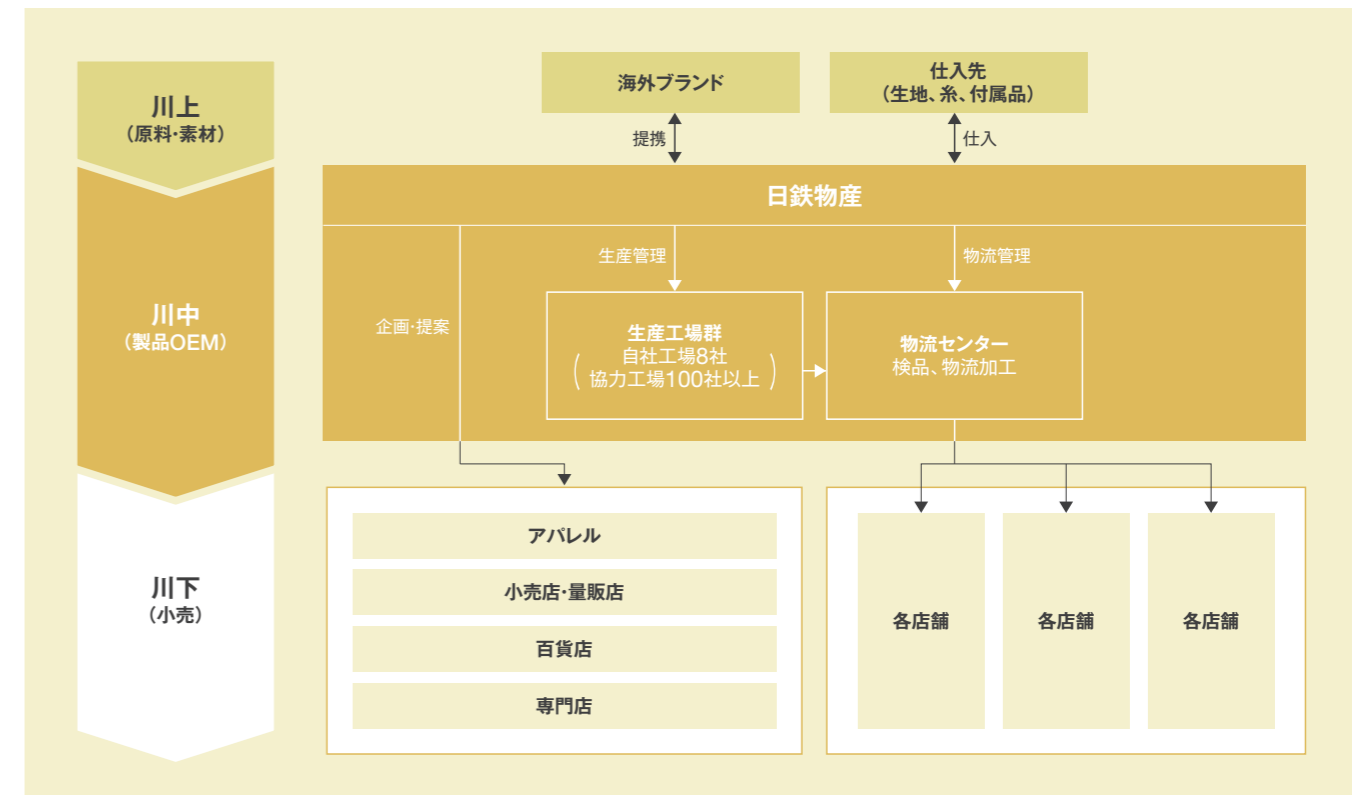 川上
（原料・素材）
海外ブランド
仕入先
（生地、糸、付属品）
提携
仕入
日鉄物産
川中
（製品OEM）
企画・提案
生産管理
物流管理
生産工場群
自社工場8社
協力工場100社以上
物流センター
検品、物流加工
川下
（小売）
アパレル
小売店・量販店
百貨店
専門店
各店舗
各店舗
各店舗